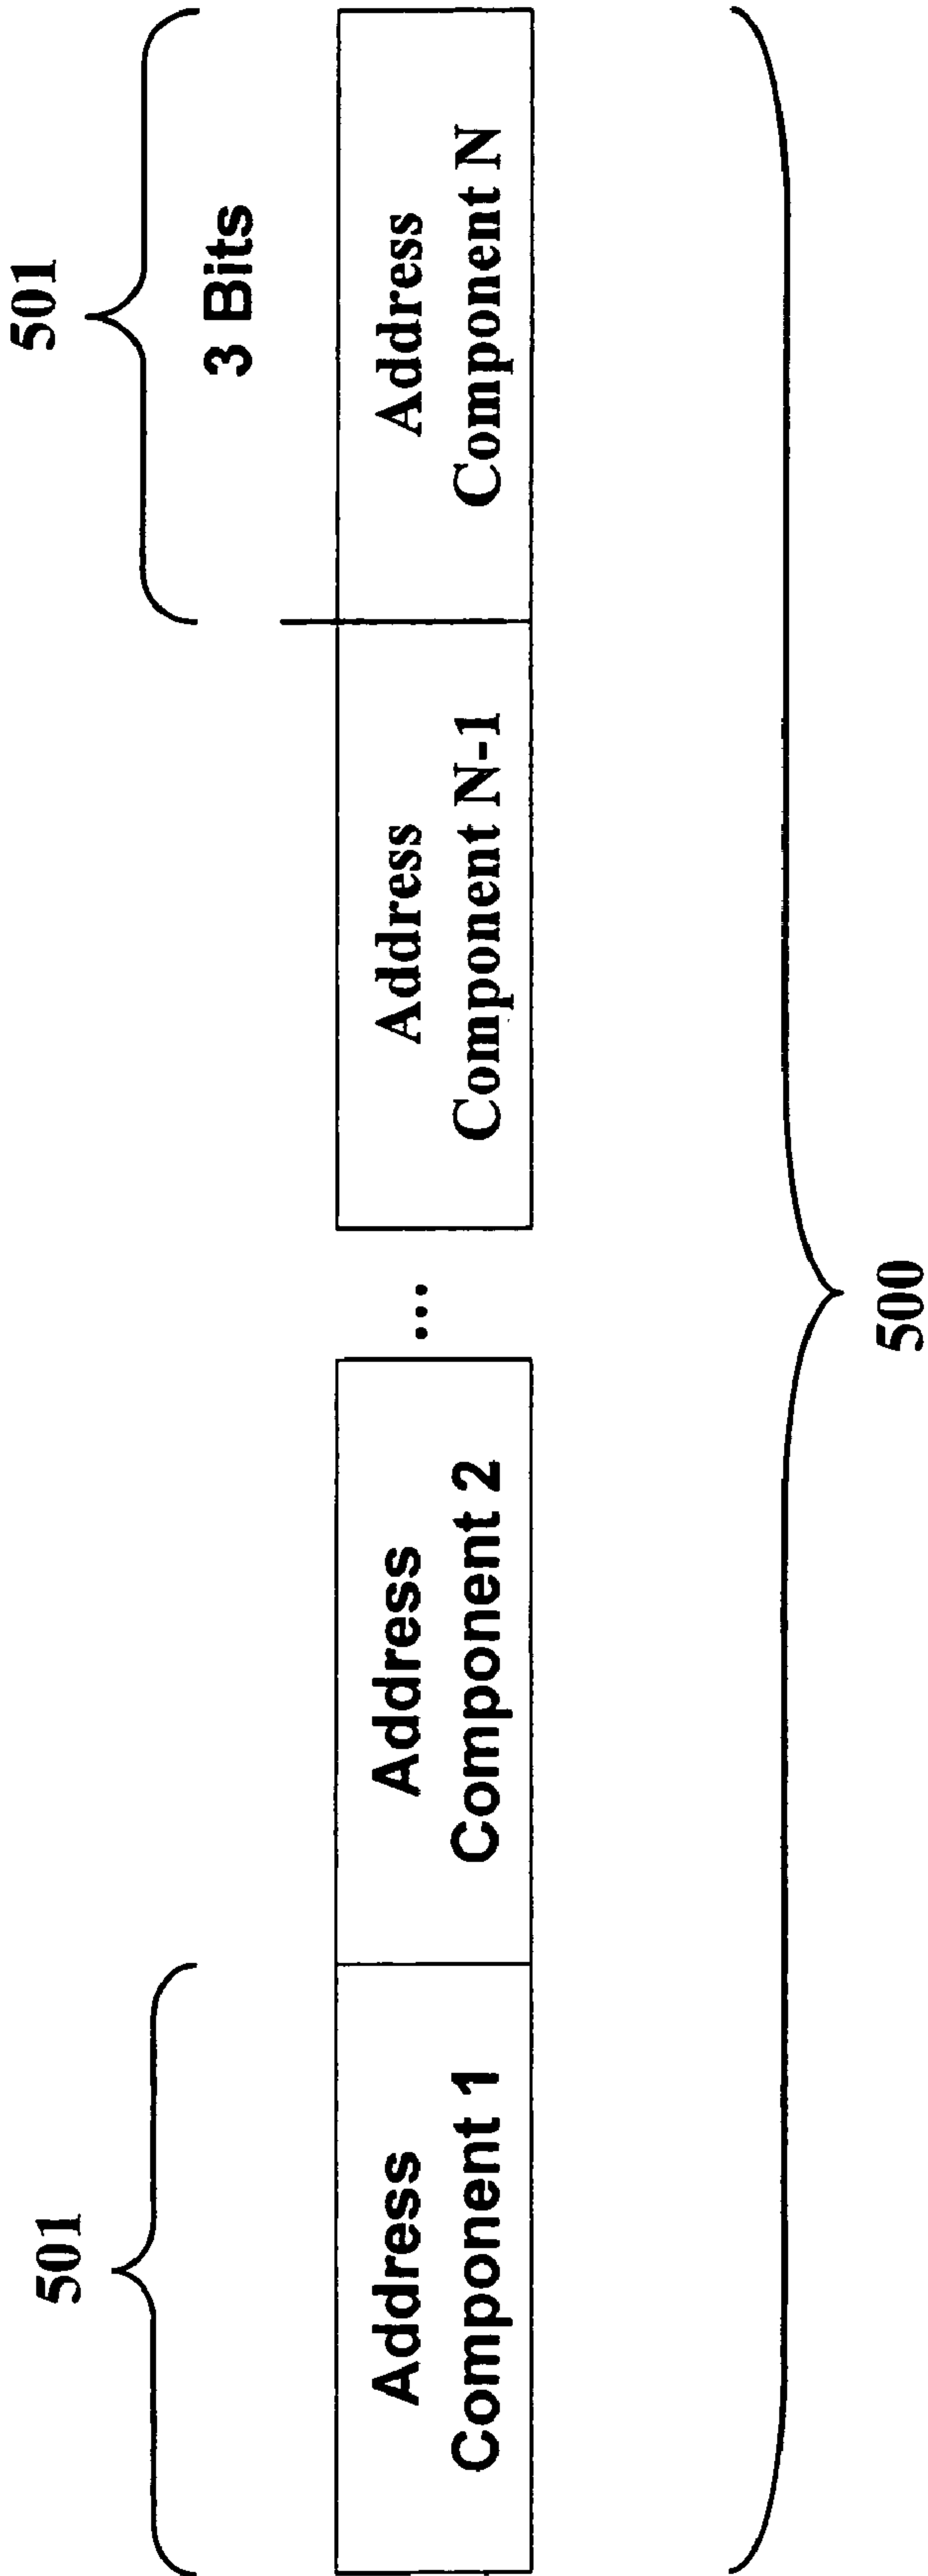 501
501
3 Bits
Address
Component 1
Address
Component 2
...
Address
Component N-1
Address
Component N
500